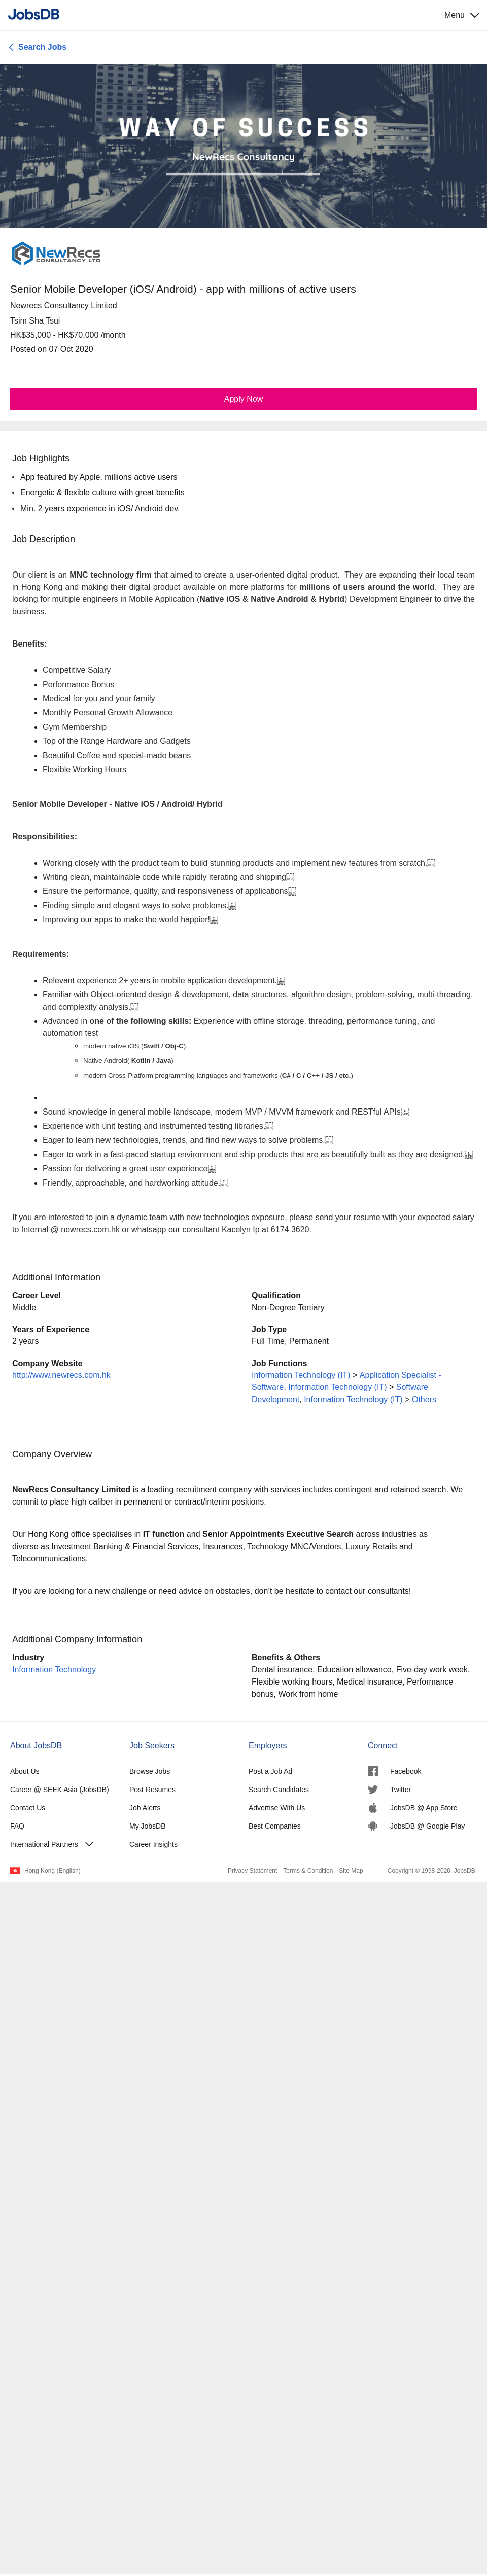 JobsDB
Menu
Search Jobs
WAY OF SUCCESS
NewRecs Consultancy
NewRecs
CONSULTANCY LTD
Senior Mobile Developer (iOS/ Android) - app with millions of active users
Newrecs Consultancy Limited
Tsim Sha Tsui
HK$35,000 - HK$70,000 /month
Posted on 07 Oct 2020
Apply Now
Job Highlights
• App featured by Apple, millions active users
• Energetic & flexible culture with great benefits
• Min. 2 years experience in iOS/ Android dev.
Job Description
Our client is an MNC technology firm that aimed to create a user-oriented digital product.  They are expanding their local team
in Hong Kong and making their digital product available on more platforms for millions of users around the world.  They are
looking for multiple engineers in Mobile Application (Native iOS & Native Android & Hybrid) Development Engineer to drive the
business.
Benefits:
• Competitive Salary
• Performance Bonus
• Medical for you and your family
• Monthly Personal Growth Allowance
• Gym Membership
• Top of the Range Hardware and Gadgets
• Beautiful Coffee and special-made beans
• Flexible Working Hours
Senior Mobile Developer - Native iOS / Android/ Hybrid
Responsibilities:
• Working closely with the product team to build stunning products and implement new features from scratch.
• Writing clean, maintainable code while rapidly iterating and shipping
• Ensure the performance, quality, and responsiveness of applications
• Finding simple and elegant ways to solve problems.
• Improving our apps to make the world happier!
Requirements:
• Relevant experience 2+ years in mobile application development.
• Familiar with Object-oriented design & development, data structures, algorithm design, problem-solving, multi-threading,
and complexity analysis.
• Advanced in one of the following skills: Experience with offline storage, threading, performance tuning, and
automation test
◦ modern native iOS (Swift / Obj-C),
◦ Native Android( Kotlin / Java)
◦ modern Cross-Platform programming languages and frameworks (C# / C / C++ / JS / etc.)
•
• Sound knowledge in general mobile landscape, modern MVP / MVVM framework and RESTful APIs
• Experience with unit testing and instrumented testing libraries.
• Eager to learn new technologies, trends, and find new ways to solve problems.
• Eager to work in a fast-paced startup environment and ship products that are as beautifully built as they are designed.
• Passion for delivering a great user experience
• Friendly, approachable, and hardworking attitude.
If you are interested to join a dynamic team with new technologies exposure, please send your resume with your expected salary
to Internal @ newrecs.com.hk or whatsapp our consultant Kacelyn Ip at 6174 3620.
Additional Information
Career Level
Middle
Qualification
Non-Degree Tertiary
Years of Experience
2 years
Job Type
Full Time, Permanent
Company Website
http://www.newrecs.com.hk
Job Functions
Information Technology (IT) > Application Specialist -
Software, Information Technology (IT) > Software
Development, Information Technology (IT) > Others
Company Overview
NewRecs Consultancy Limited is a leading recruitment company with services includes contingent and retained search. We
commit to place high caliber in permanent or contract/interim positions.
Our Hong Kong office specialises in IT function and Senior Appointments Executive Search across industries as
diverse as Investment Banking & Financial Services, Insurances, Technology MNC/Vendors, Luxury Retails and
Telecommunications.
If you are looking for a new challenge or need advice on obstacles, don't be hesitate to contact our consultants!
Additional Company Information
Industry
Information Technology
Benefits & Others
Dental insurance, Education allowance, Five-day work week,
Flexible working hours, Medical insurance, Performance
bonus, Work from home
About JobsDB
About Us
Career @ SEEK Asia (JobsDB)
Contact Us
FAQ
International Partners
Job Seekers
Browse Jobs
Post Resumes
Job Alerts
My JobsDB
Career Insights
Employers
Post a Job Ad
Search Candidates
Advertise With Us
Best Companies
Connect
Facebook
Twitter
JobsDB @ App Store
JobsDB @ Google Play
Hong Kong (English)
Privacy Statement Terms & Condition Site Map
Copyright © 1998-2020, JobsDB.